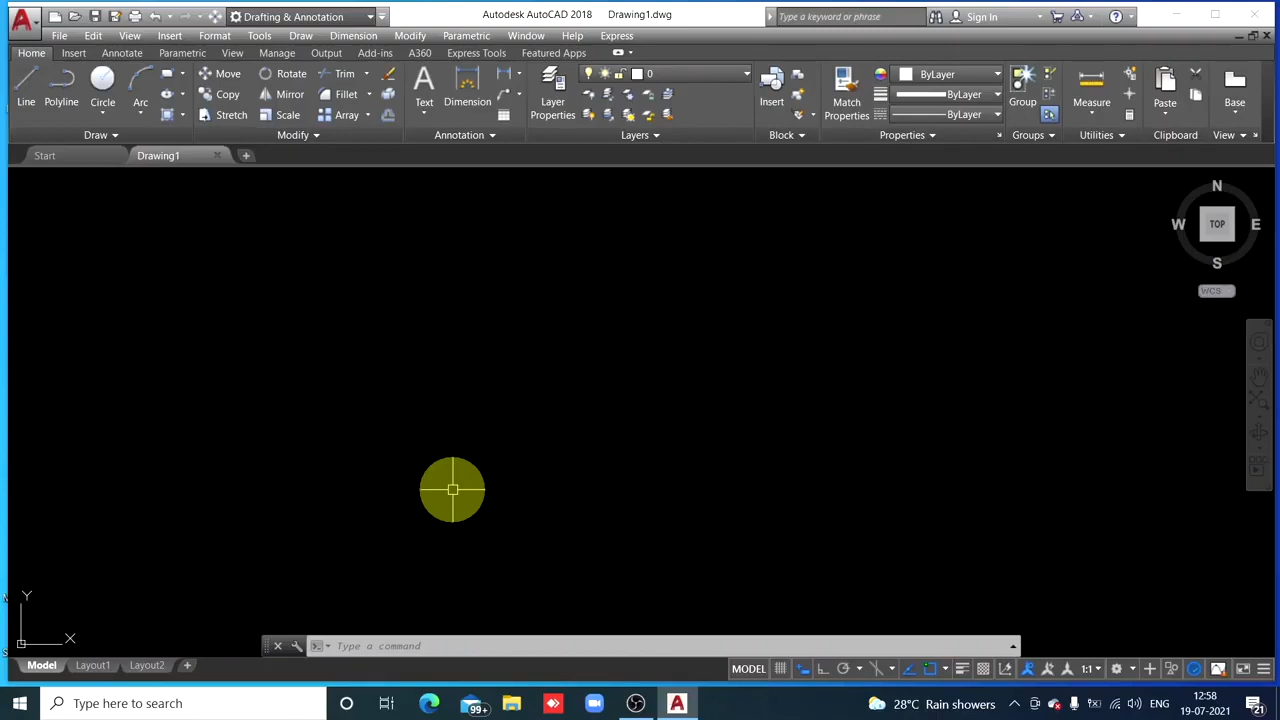 Drafting & Annotation
Autodesk AutoCAD 2018 Drawing1.dwg
Type a keyword or phrase
Sign In
File Edit View Insert Format Tools Draw Dimension Modify Parametric Window Help Express
Home Insert Annotate Parametric View Manage Output Add-ins A360 Express Tools Featured Apps
Move Rotate Trim
Copy Mirror Fillet
Stretch Scale Array
Line Polyline Circle Arc
Text Dimension
Layer Properties
0
Insert
Match Properties
ByLayer
ByLayer
ByLayer
Group
Measure
Paste
Base
Draw Modify Annotation Layers Block Properties Groups Utilities Clipboard View
Start Drawing1
N
W TOP E
S
WCS
Y
X
Type a command
Model Layout1 Layout2
MODEL
1:1
Type here to search
99+
28°C Rain showers
ENG
12:58
19-07-2021
21